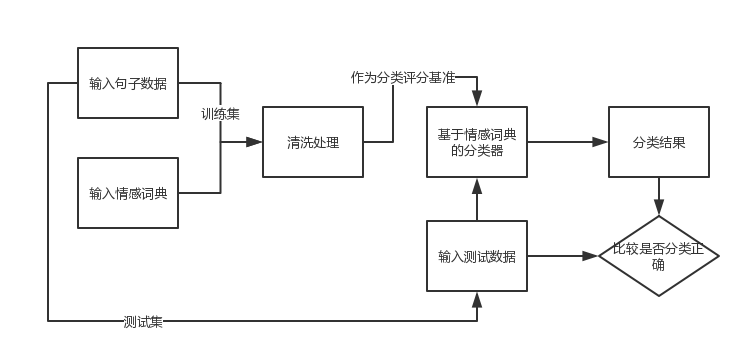 作为分类评分基准
输入句子数据
训练集
清洗处理
基于情感词典
的分类器
分类结果
输入情感词典
输入测试数据
比较是否分类正
确
测试集